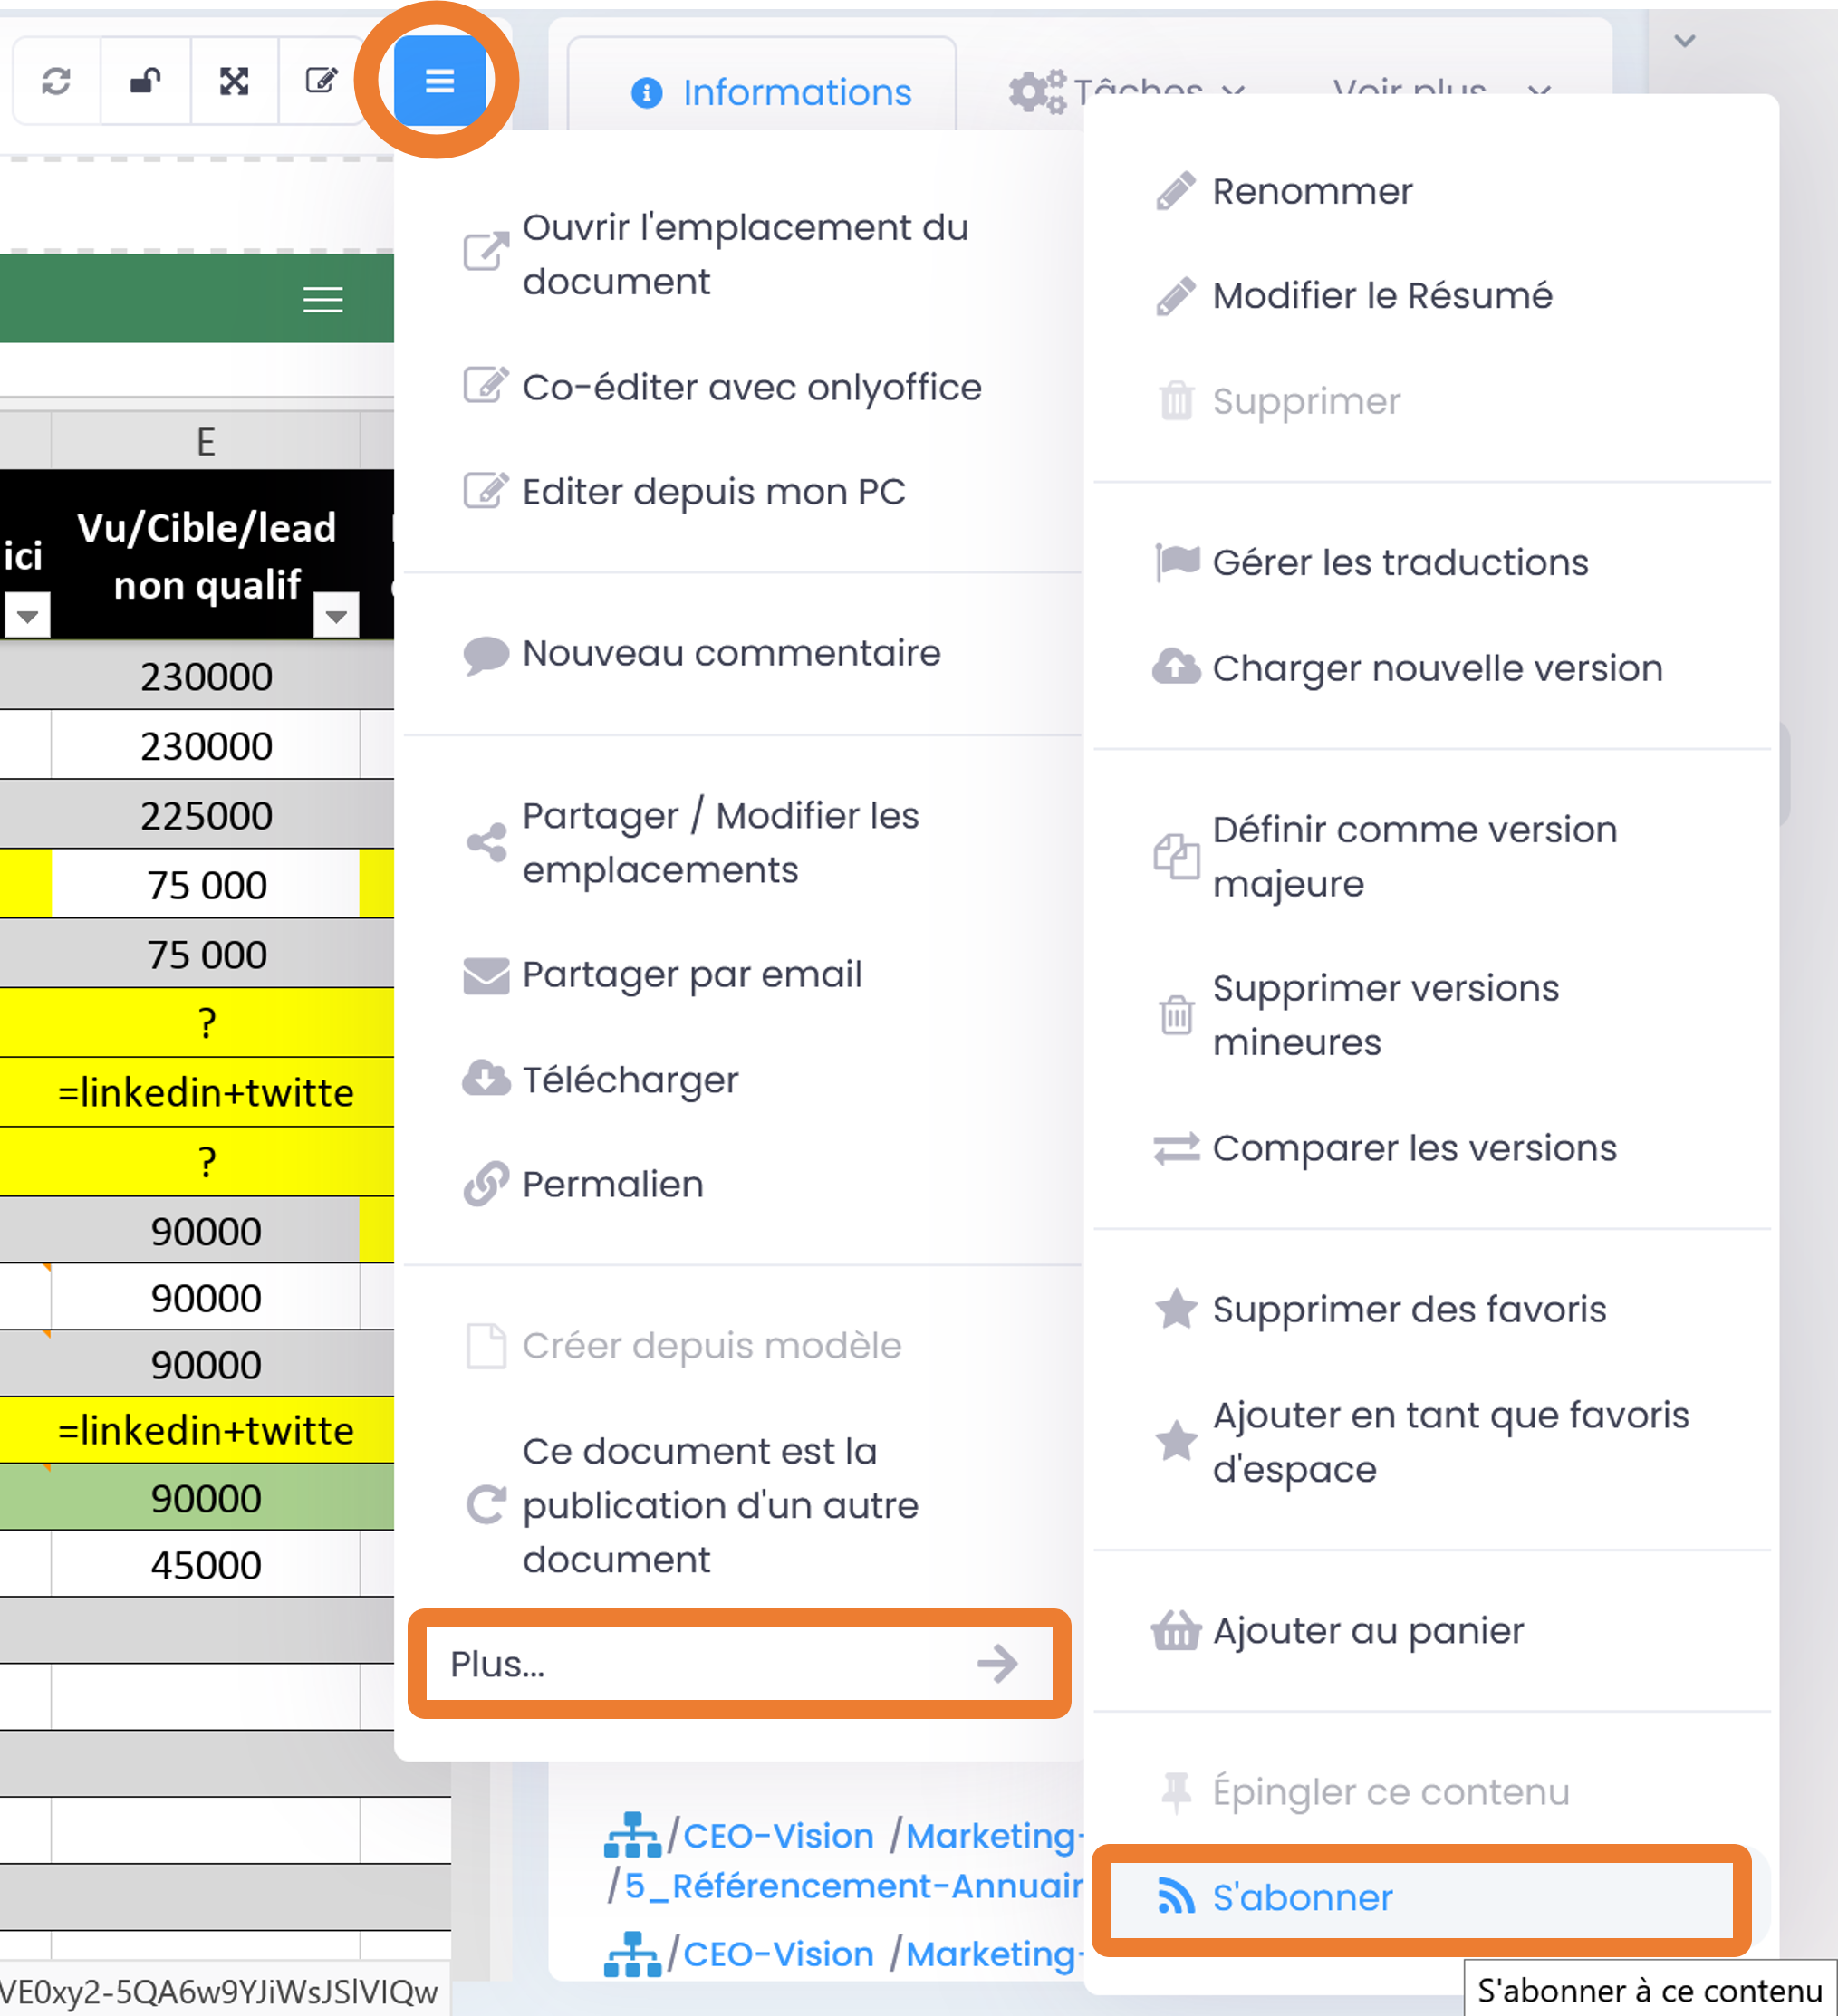 Informations
Tâches
Voir plus
Ouvrir l'emplacement du
document
Co-éditer avec onlyoffice
Editer depuis mon PC
Nouveau commentaire
Partager / Modifier les
emplacements
Partager par email
Télécharger
Permalien
Créer depuis modèle
Ce document est la
publication d'un autre
document
Plus...
Renommer
Modifier le Résumé
Supprimer
Gérer les traductions
Charger nouvelle version
Définir comme version
majeure
Supprimer versions
mineures
Comparer les versions
Supprimer des favoris
Ajouter en tant que favoris
d'espace
Ajouter au panier
Épingler ce contenu
S'abonner
S'abonner à ce contenu
E
ici
Vu/Cible/lead
non qualif
230000
230000
225000
75 000
75 000
?
=linkedin+twitte
?
90000
90000
90000
=linkedin+twitte
90000
45000
/CEO-Vision /Marketing-
/5_Référencement-Annuair
/CEO-Vision /Marketing-